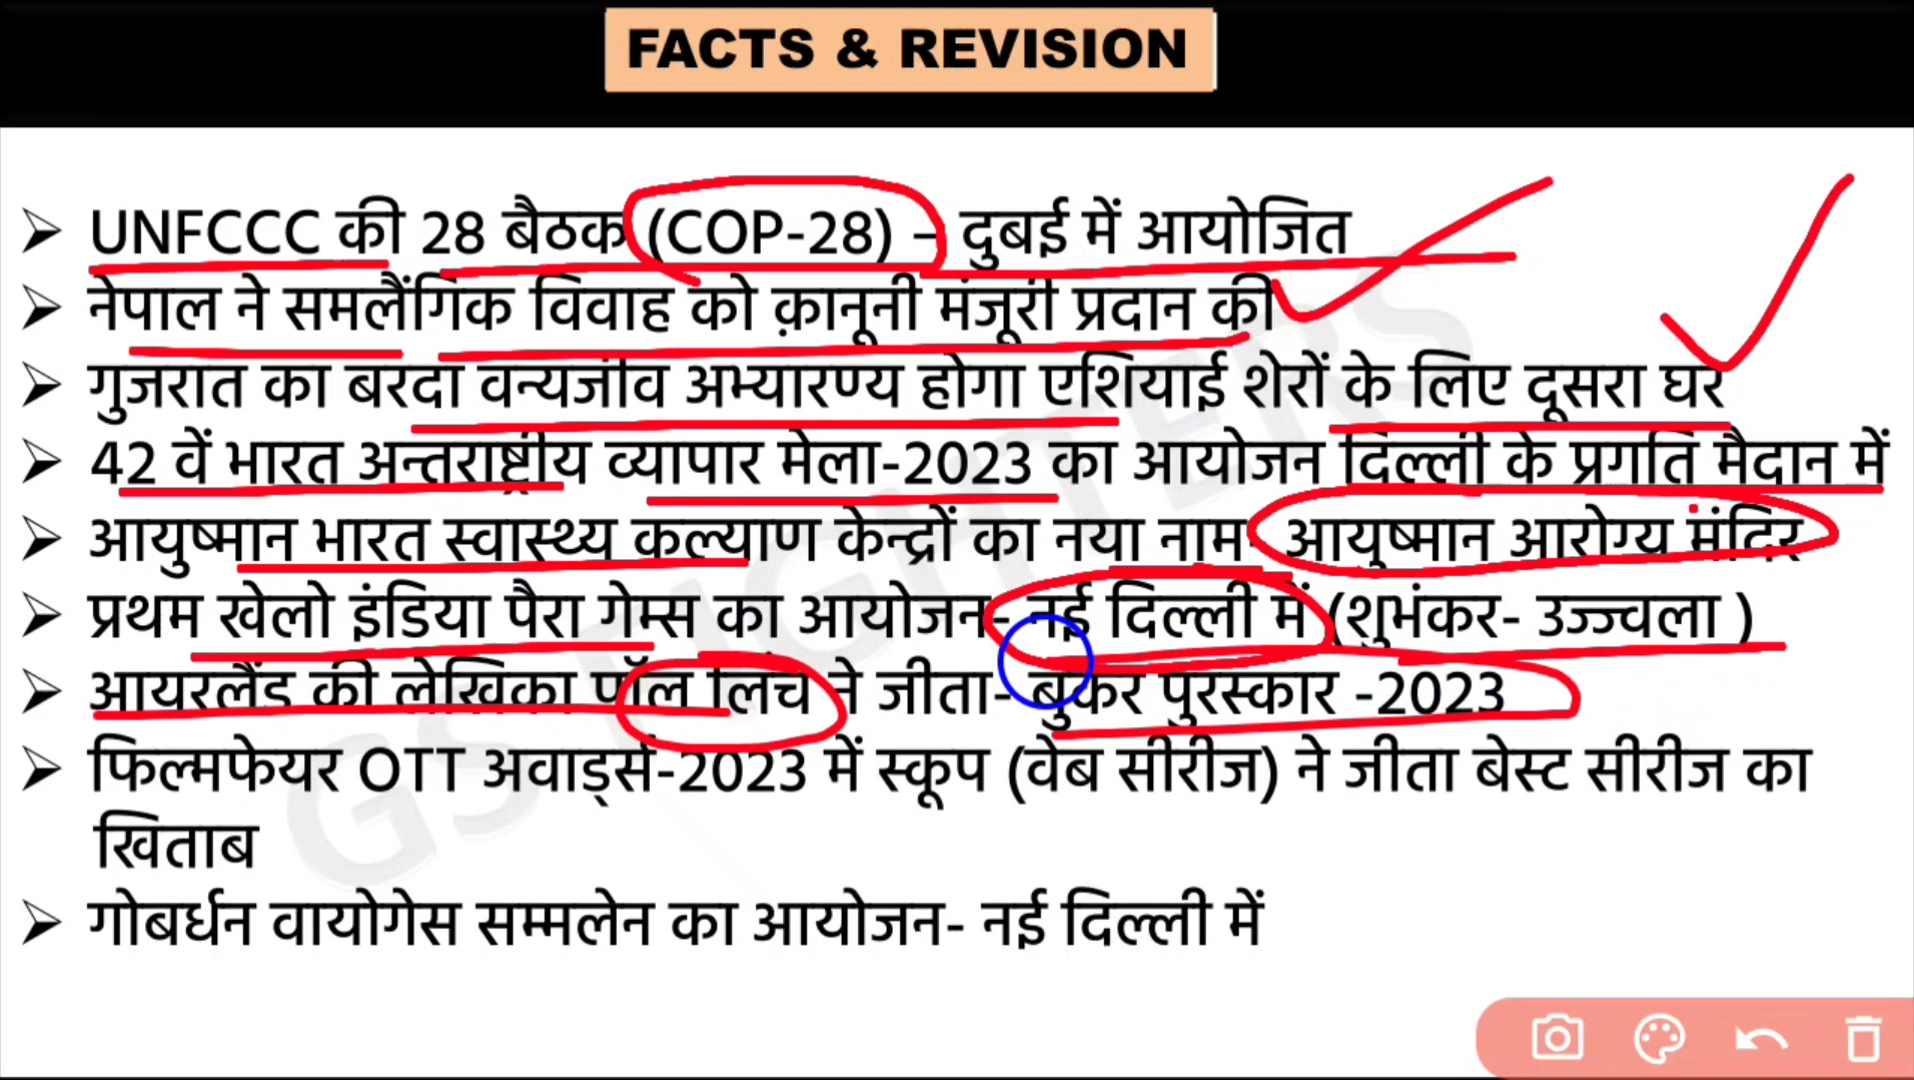 FACTS & REVISION
➢ UNFCCC की 28 बैठक (COP-28) – दुबई में आयोजित
➢ नेपाल ने समलैंगिक विवाह को क़ानूनी मंजूरी प्रदान की
➢ गुजरात का बरदा वन्यजीव अभ्यारण्य होगा एशियाई शेरों के लिए दूसरा घर
➢ 42 वें भारत अन्तराष्ट्रीय व्यापार मेला-2023 का आयोजन दिल्ली के प्रगति मैदान में
➢ आयुष्मान भारत स्वास्थ्य कल्याण केन्द्रों का नया नाम- आयुष्मान आरोग्य मंदिर
➢ प्रथम खेलो इंडिया पैरा गेम्स का आयोजन- नई दिल्ली में (शुभंकर- उज्ज्वला )
➢ आयरलैंड की लेखिका पॉल लिंच ने जीता- बुकर पुरस्कार -2023
➢ फिल्मफेयर OTT अवार्ड्स-2023 में स्कूप (वेब सीरीज) ने जीता बेस्ट सीरीज का
खिताब
➢ गोबर्धन वायोगेस सम्मलेन का आयोजन- नई दिल्ली में
GS FIGHTERS